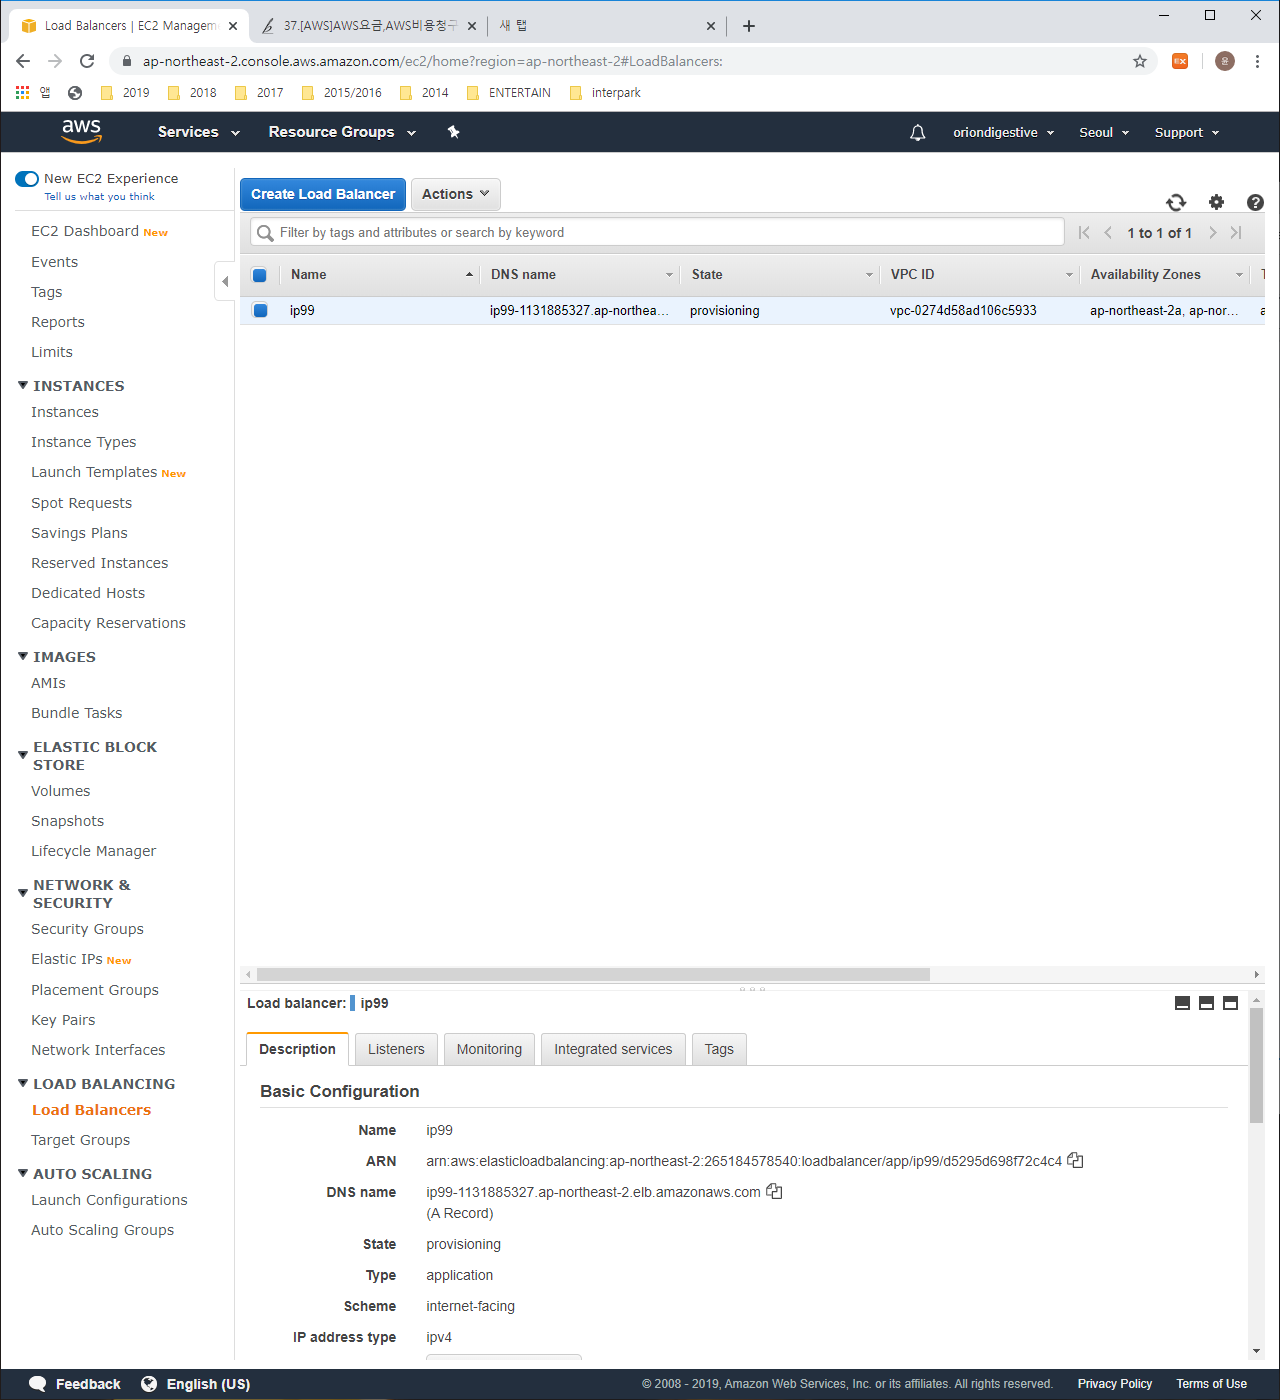 Load Balancers | EC2 Managem
37.[AWS]AWS요금,AWS비용청구
새 탭
ap-northeast-2.console.aws.amazon.com/ec2/home?region=ap-northeast-2#LoadBalancers:
윤
앱
2019
2018
2017
2015/2016
2014
ENTERTAIN
interpark
aws
Services
Resource Groups
oriondigestive
Seoul
Support
New EC2 Experience
Tell us what you think
EC2 Dashboard New
Events
Tags
Reports
Limits
INSTANCES
Instances
Instance Types
Launch Templates New
Spot Requests
Savings Plans
Reserved Instances
Dedicated Hosts
Capacity Reservations
IMAGES
AMIs
Bundle Tasks
ELASTIC BLOCK
STORE
Volumes
Snapshots
Lifecycle Manager
NETWORK &
SECURITY
Security Groups
Elastic IPs New
Placement Groups
Key Pairs
Network Interfaces
LOAD BALANCING
Load Balancers
Target Groups
AUTO SCALING
Launch Configurations
Auto Scaling Groups
Create Load Balancer
Actions
Filter by tags and attributes or search by keyword
1 to 1 of 1
Name DNS name State VPC ID Availability Zones
ip99 ip99-1131885327.ap-northea… provisioning vpc-0274d58ad106c5933 ap-northeast-2a, ap-nor… a
Load balancer: ip99
Description
Listeners
Monitoring
Integrated services
Tags
Basic Configuration
Name ip99
ARN arn:aws:elasticloadbalancing:ap-northeast-2:265184578540:loadbalancer/app/ip99/d5295d698f72c4c4
DNS name ip99-1131885327.ap-northeast-2.elb.amazonaws.com
(A Record)
State provisioning
Type application
Scheme internet-facing
IP address type ipv4
Feedback
English (US)
© 2008 - 2019, Amazon Web Services, Inc. or its affiliates. All rights reserved.
Privacy Policy
Terms of Use